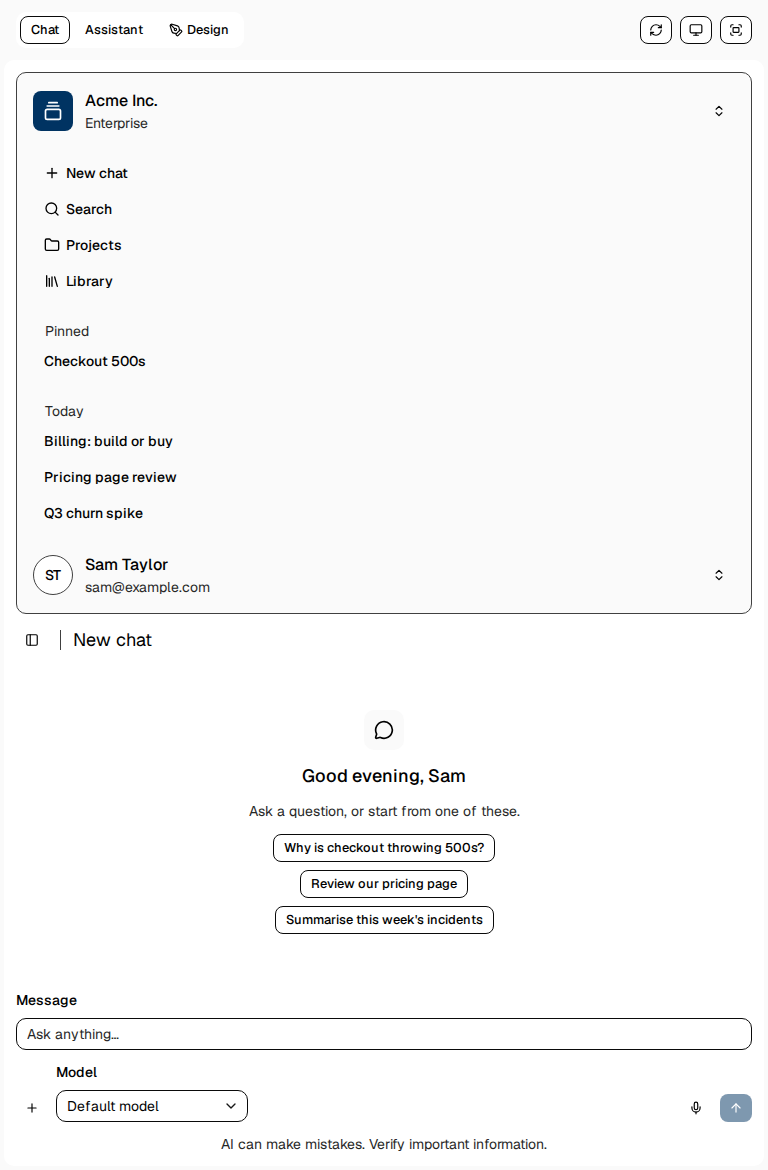 Chat
Assistant
Design
Acme Inc.
Enterprise
New chat
Search
Projects
Library
Pinned
Checkout 500s
Today
Billing: build or buy
Pricing page review
Q3 churn spike
ST
Sam Taylor
sam@example.com
New chat
Good evening, Sam
Ask a question, or start from one of these.
Why is checkout throwing 500s?
Review our pricing page
Summarise this week's incidents
Message
Ask anything…
Model
Default model
AI can make mistakes. Verify important information.